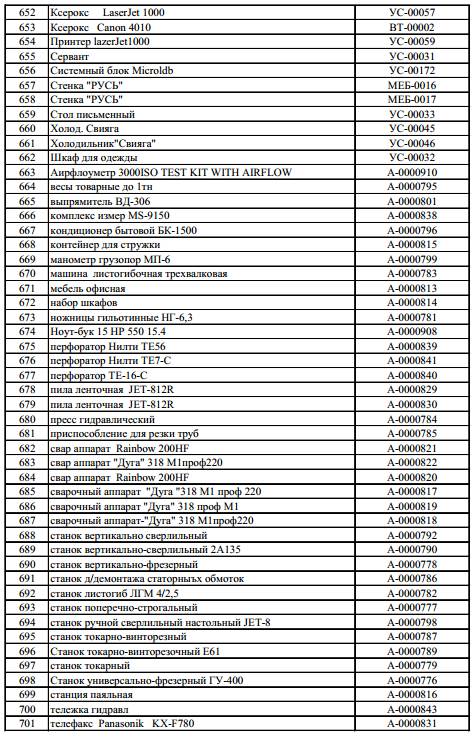 652 Ксерокс LaserJet 1000 УС-00057
653 Ксерокс Canon 4010 ВТ-00002
654 Принтер lazerJet1000 УС-00059
655 Сервант УС-00031
656 Системный блок Microldb УС-00172
657 Стенка "РУСЬ" МЕБ-0016
658 Стенка "РУСЬ" МЕБ-0017
659 Стол письменный УС-00033
660 Холод. Свияга УС-00045
661 Холодильник"Свияга" УС-00046
662 Шкаф для одежды УС-00032
663 Аирфлоуметр 3000ISO TEST KIT WITH AIRFLOW А-0000910
664 весы товарные до 1тн А-0000795
665 выпрямитель ВД-306 А-0000801
666 комплекс измер MS-9150 А-0000838
667 кондиционер бытовой БК-1500 А-0000796
668 контейнер для стружки А-0000815
669 манометр грузопор МП-6 А-0000799
670 машина листогибочная трехвалковая А-0000783
671 мебель офисная А-0000813
672 набор шкафов А-0000814
673 ножницы гильотинные НГ-6,3 А-0000781
674 Ноут-бук 15 HP 550 15.4 А-0000908
675 перфоратор Нилти ТЕ56 А-0000839
676 перфоратор Нилти ТЕ7-С А-0000841
677 перфоратор ТЕ-16-С А-0000840
678 пила ленточная JET-812R А-0000829
679 пила ленточная JET-812R А-0000830
680 пресс гидравлический А-0000784
681 приспособление для резки труб А-0000785
682 свар аппарат Rainbow 200HF А-0000821
683 свар аппарат "Дуга" 318 М1проф220 А-0000822
684 свар аппарат Rainbow 200HF А-0000820
685 сварочный аппарат "Дуга "318 М1 проф 220 А-0000817
686 сварочный аппарат "Дуга" 318 проф М1 А-0000819
687 сварочный аппарат-"Дуга" 318 М1проф220 А-0000818
688 станок вертикально сверлильный А-0000792
689 станок вертикально-сверлильный 2А135 А-0000790
690 станок вертикально-фрезерный А-0000778
691 станок д/демонтажа статорныъх обмоток А-0000786
692 станок листогиб ЛГМ 4/2,5 А-0000782
693 станок поперечно-строгальный А-0000777
694 станок ручной сверлильный настольный JET-8 А-0000798
695 станок токарно-винторезный А-0000787
696 Станок токарно-винторезочный Е61 А-0000789
697 станок токарный А-0000779
698 Станок универсально-фрезерный ГУ-400 А-0000776
699 станция паяльная А-0000816
700 тележка гидравл А-0000843
701 телефакс Panasonik KX-F780 А-0000831